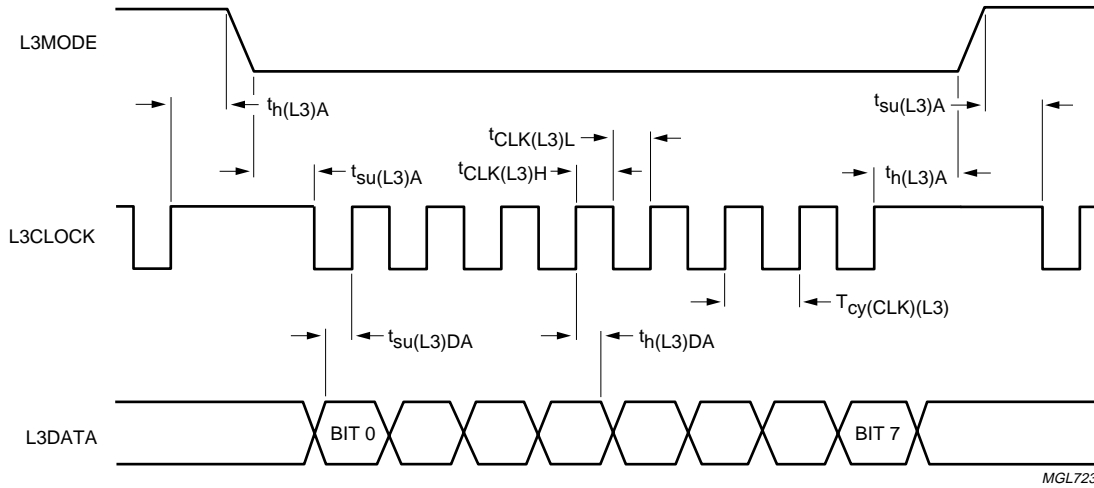 L3MODE
th(L3)A
tsu(L3)A
tCLK(L3)L
tCLK(L3)H
tsu(L3)A
th(L3)A
L3CLOCK
Tcy(CLK)(L3)
tsu(L3)DA
th(L3)DA
L3DATA
BIT 0
BIT 7
MGL723